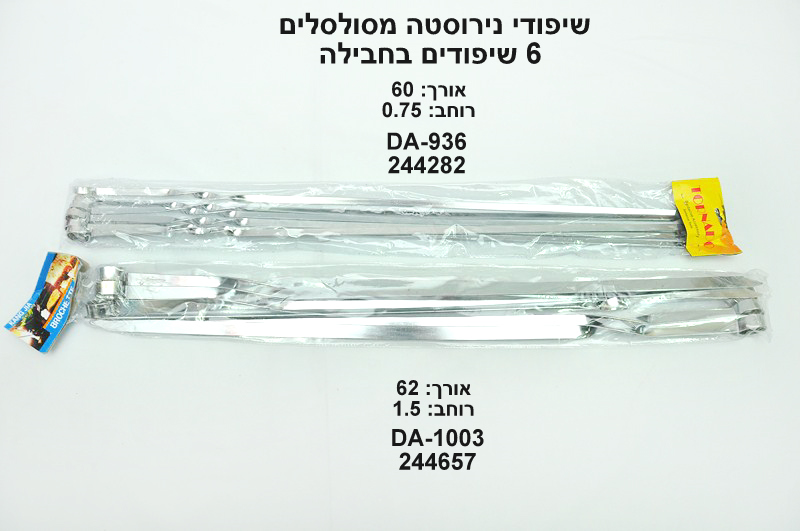 שיפודי נירוסטה מסולסלים
6 שיפודים בחבילה
אורך: 60
רוחב: 0.75
DA-936
244282
אורך: 62
רוחב: 1.5
DA-1003
244657